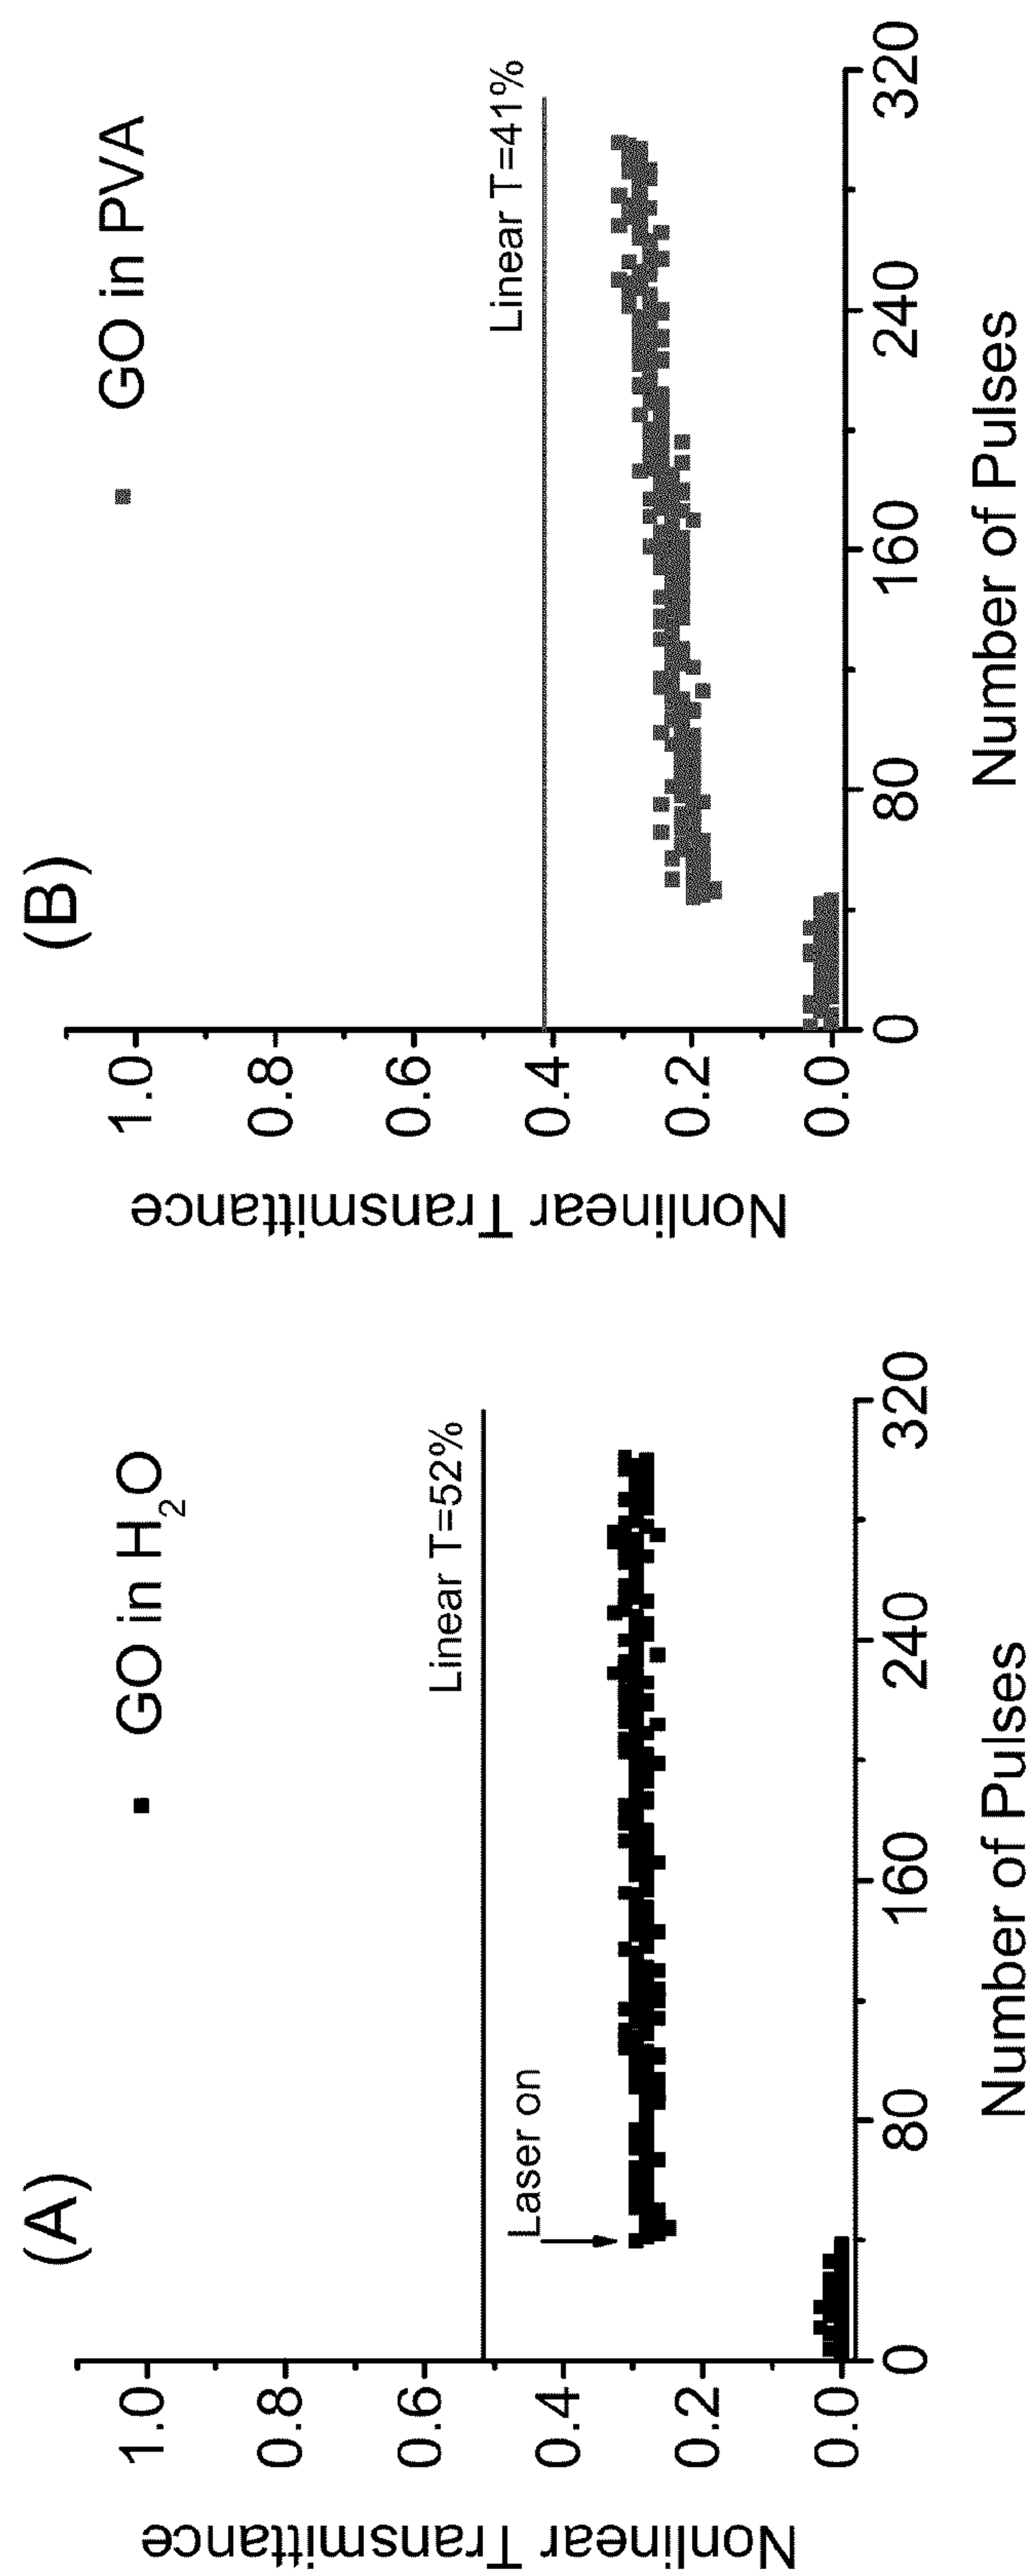 (A)
GO in H2O
Linear T=52%
Laser on
Nonlinear Transmittance
1.0
0.8
0.6
0.4
0.2
0.0
0 80 160 240 320
Number of Pulses
(B)
GO in PVA
Linear T=41%
Nonlinear Transmittance
1.0
0.8
0.6
0.4
0.2
0.0
0 80 160 240 320
Number of Pulses